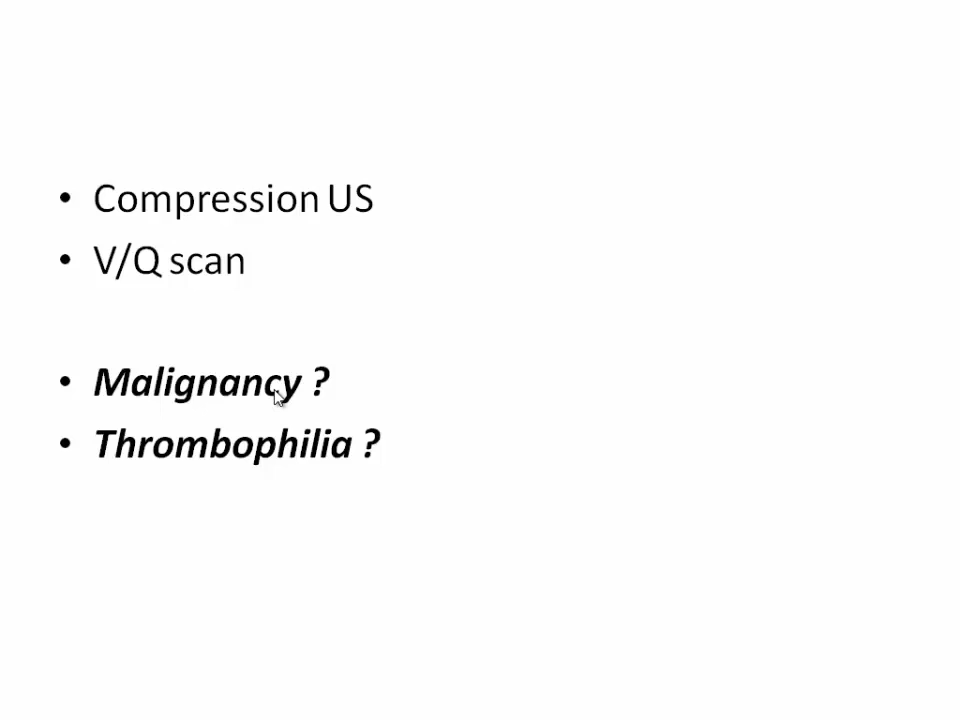 • Compression US
• V/Q scan
• Malignancy ?
• Thrombophilia ?